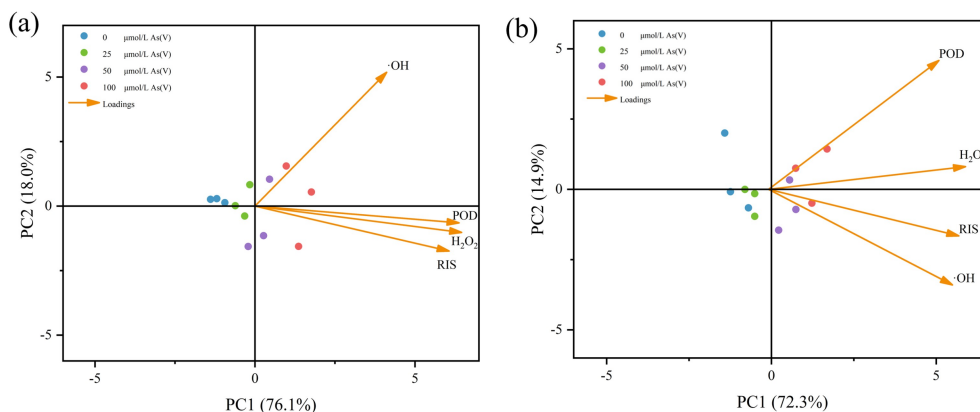 (a)
0 μmol/L As(V)
25 μmol/L As(V)
50 μmol/L As(V)
100 μmol/L As(V)
Loadings
·OH
POD
H₂O₂
RIS
5
0
-5
-5
0
5
PC2 (18.0%)
PC1 (76.1%)
(b)
0 μmol/L As(V)
25 μmol/L As(V)
50 μmol/L As(V)
100 μmol/L As(V)
Loadings
POD
H₂O
RIS
·OH
5
0
-5
-5
0
5
PC2 (14.9%)
PC1 (72.3%)